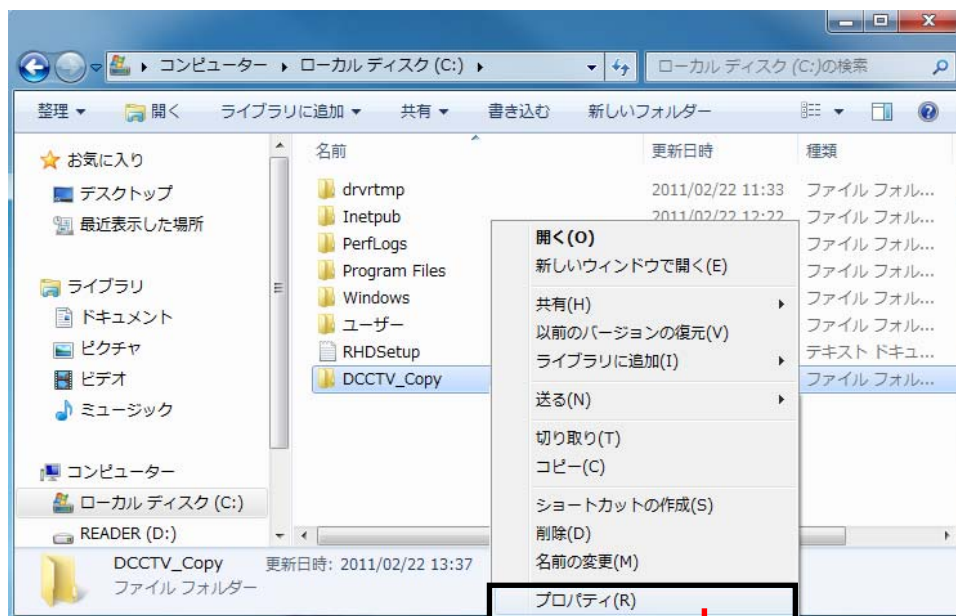 コンピューター ▸ ローカル ディスク (C:) ▸
ローカル ディスク (C:)の検索
整理 開く ライブラリに追加 共有 書き込む 新しいフォルダー
お気に入り
デスクトップ
最近表示した場所
ライブラリ
ドキュメント
ピクチャ
ビデオ
ミュージック
コンピューター
ローカル ディスク (C:)
READER (D:)
名前 更新日時 種類
drvrtmp 2011/02/22 11:33 ファイル フォル...
Inetpub 2011/02/22 12:22 ファイル フォル...
PerfLogs ファイル フォル...
Program Files ファイル フォル...
Windows ファイル フォル...
ユーザー ファイル フォル...
RHDSetup テキスト ドキュ...
DCCTV_Copy ファイル フォル...
開く(O)
新しいウィンドウで開く(E)
共有(H)
以前のバージョンの復元(V)
ライブラリに追加(I)
送る(N)
切り取り(T)
コピー(C)
ショートカットの作成(S)
削除(D)
名前の変更(M)
プロパティ(R)
DCCTV_Copy 更新日時: 2011/02/22 13:37
ファイル フォルダー